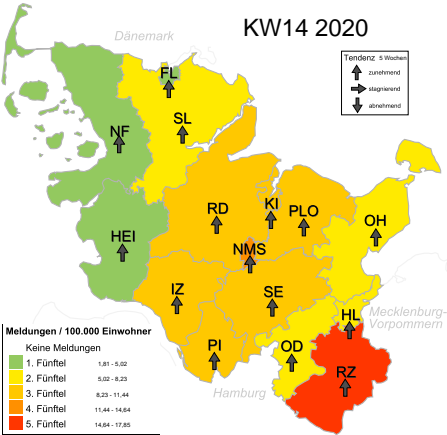 KW14 2020
Dänemark
Tendenz 5 Wochen
zunehmend
stagnierend
abnehmend
FL
SL
NF
RD
KI
PLO
OH
HEI
NMS
IZ
SE
HL
Mecklenburg-
Vorpommern
PI
OD
RZ
Hamburg
Meldungen / 100.000 Einwohner
Keine Meldungen
1. Fünftel 1,81 - 5,02
2. Fünftel 5,02 - 8,23
3. Fünftel 8,23 - 11,44
4. Fünftel 11,44 - 14,64
5. Fünftel 14,64 - 17,85